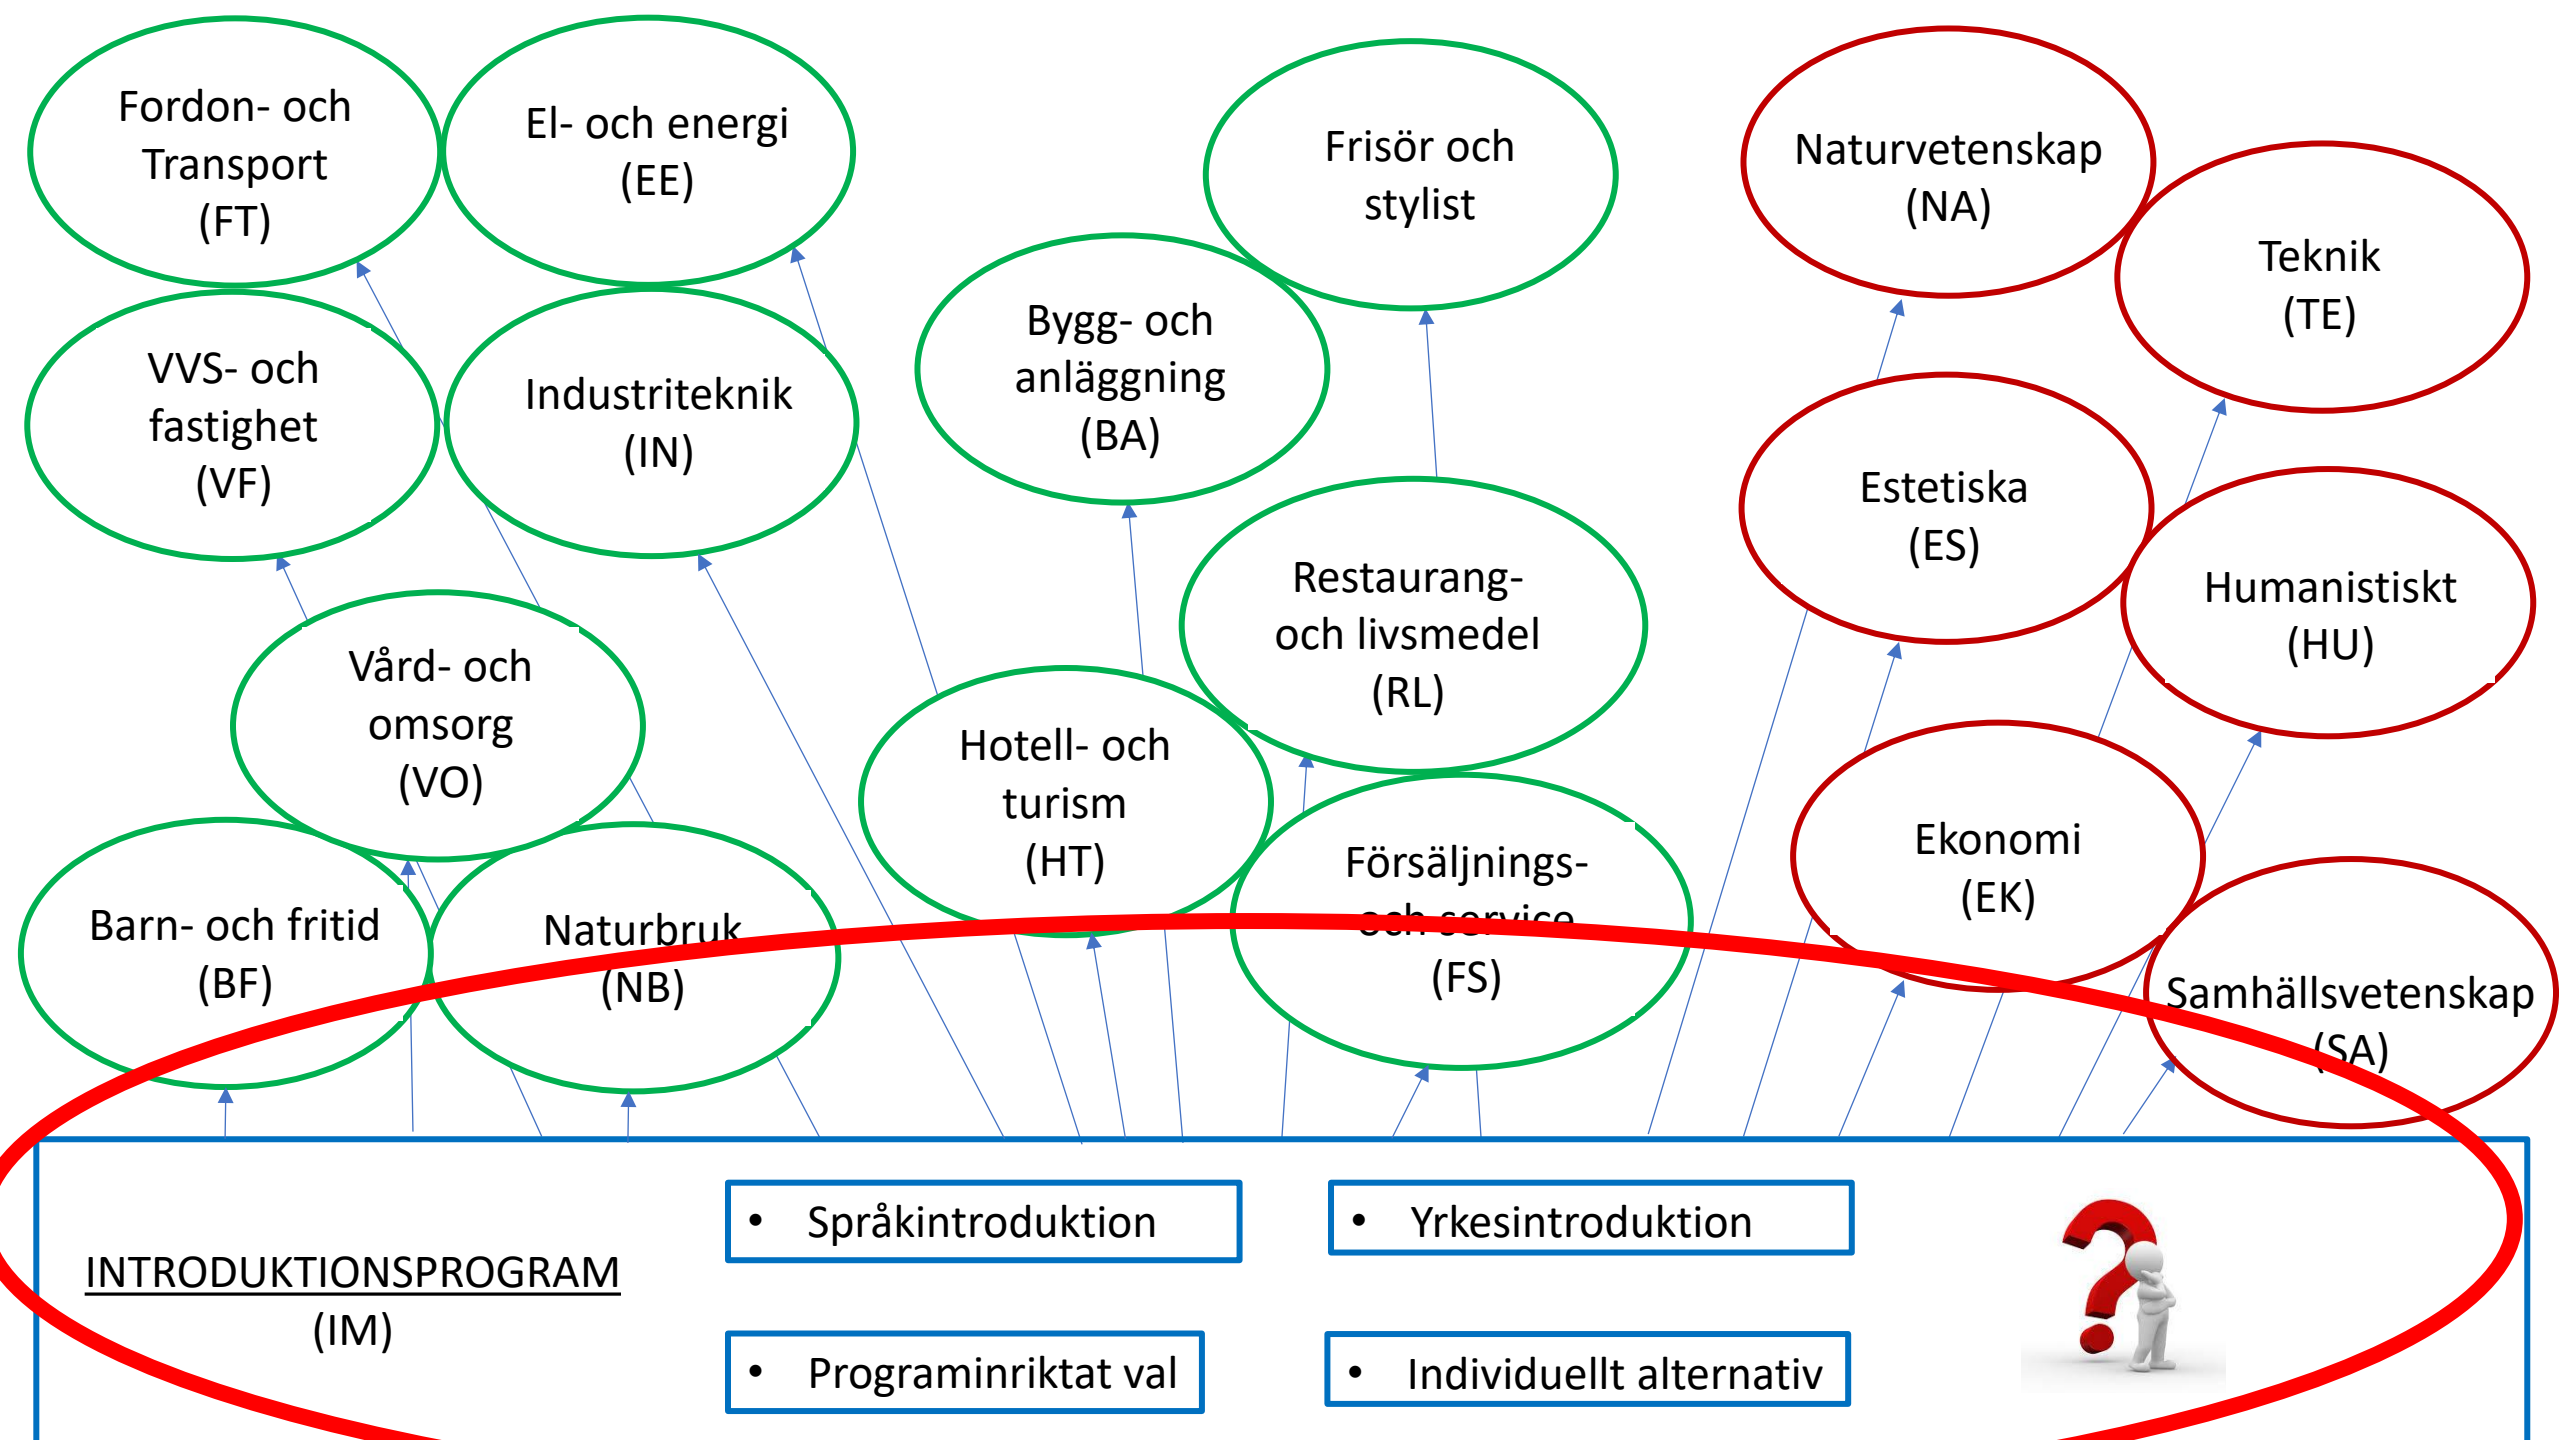 Fordon- och
Transport
(FT)
El- och energi
(EE)
Frisör och
stylist
Naturvetenskap
(NA)
Teknik
(TE)
VVS- och
fastighet
(VF)
Industriteknik
(IN)
Bygg- och
anläggning
(BA)
Estetiska
(ES)
Humanistiskt
(HU)
Restaurang-
och livsmedel
(RL)
Vård- och
omsorg
(VO)
Hotell- och
turism
(HT)
Försäljnings-
och service
(FS)
Ekonomi
(EK)
Barn- och fritid
(BF)
Naturbruk
(NB)
Samhällsvetenskap
(SA)
INTRODUKTIONSPROGRAM
(IM)
• Språkintroduktion
• Yrkesintroduktion
• Programinriktat val
• Individuellt alternativ